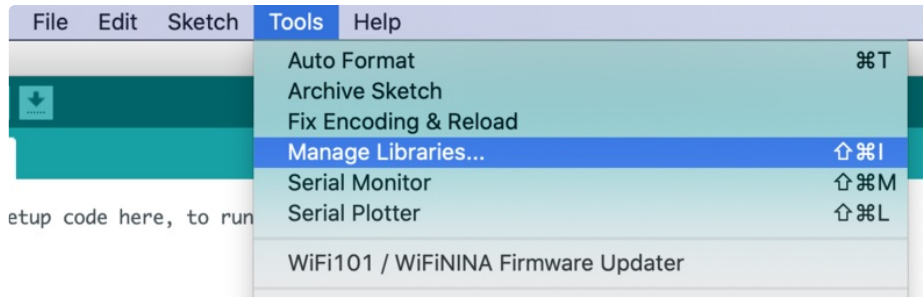 File Edit Sketch Tools Help
Auto Format ⌘T
Archive Sketch
Fix Encoding & Reload
Manage Libraries... ⇧⌘I
Serial Monitor ⇧⌘M
Serial Plotter ⇧⌘L
etup code here, to run
WiFi101 / WiFiNINA Firmware Updater